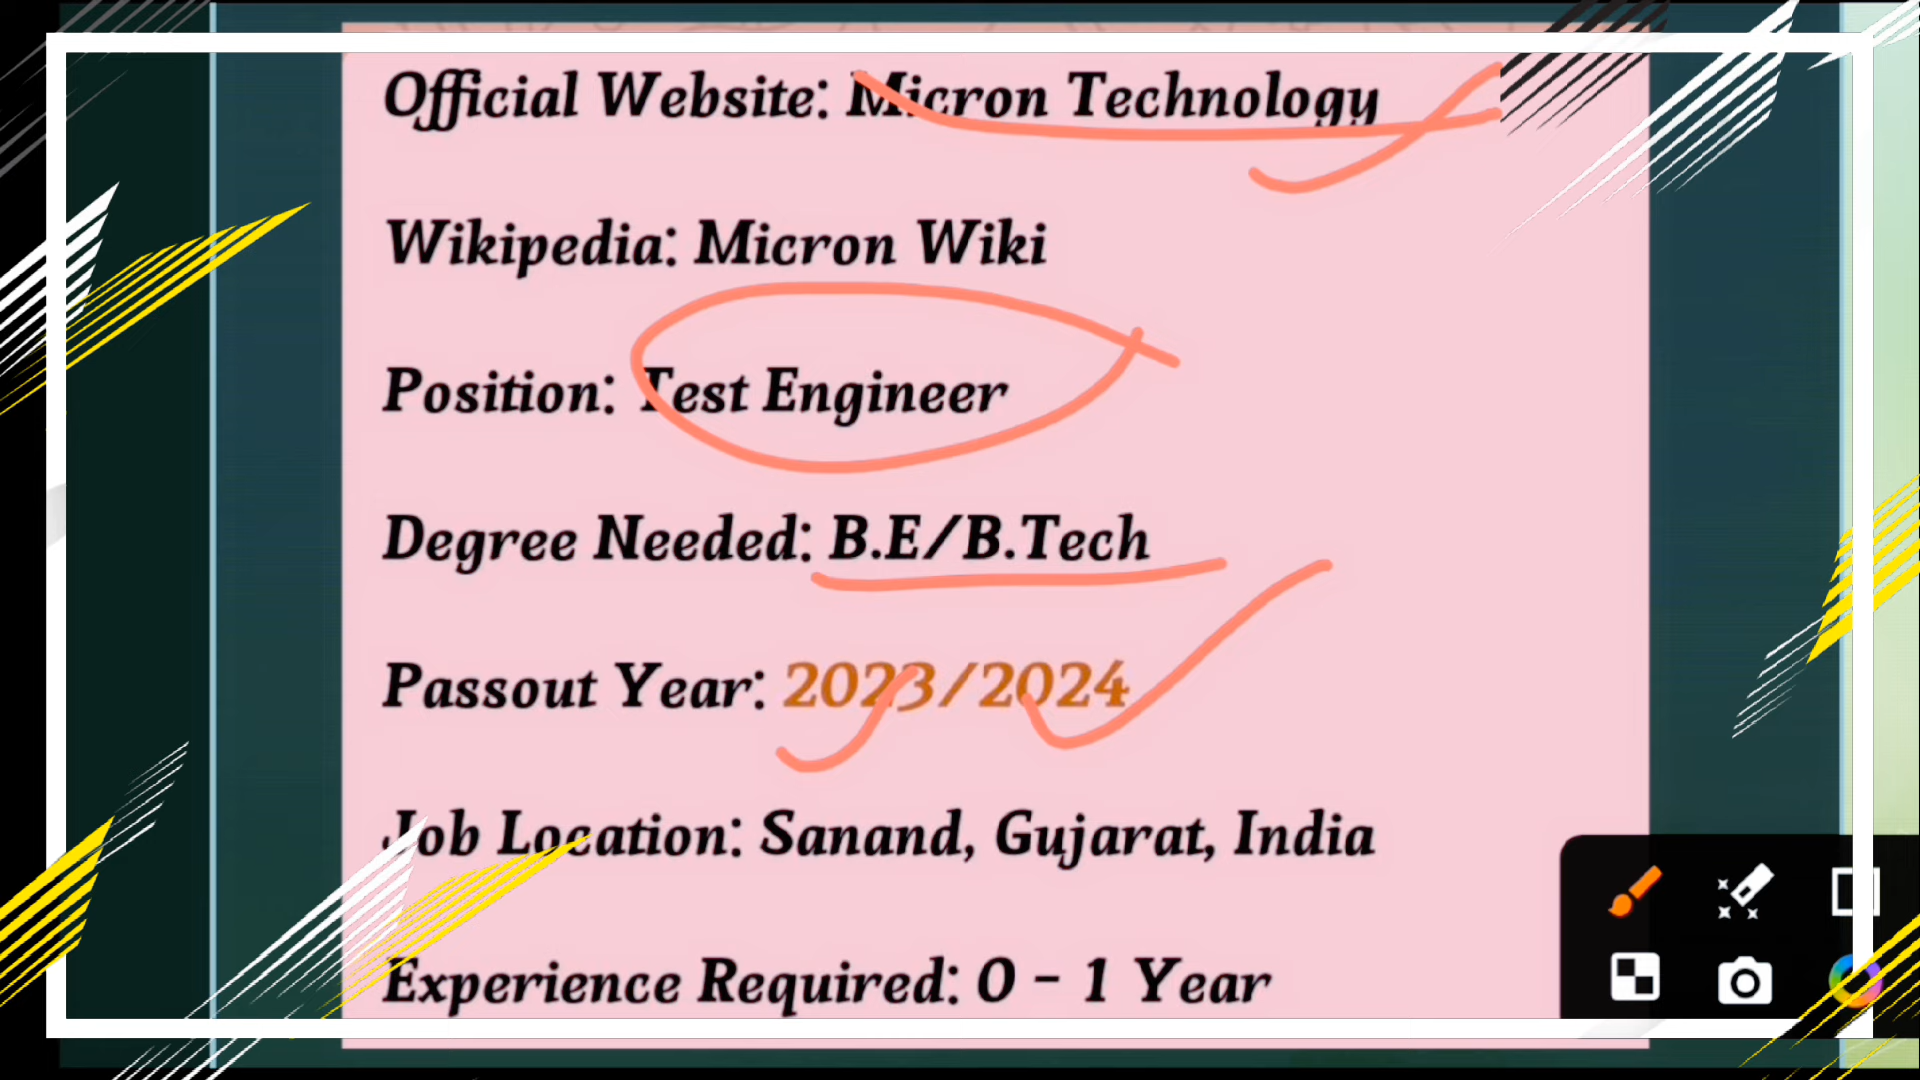 Official Website: Micron Technology
Wikipedia: Micron Wiki
Position: Test Engineer
Degree Needed: B.E/B.Tech
Passout Year: 2023/2024
Job Location: Sanand, Gujarat, India
Experience Required: 0 - 1 Year